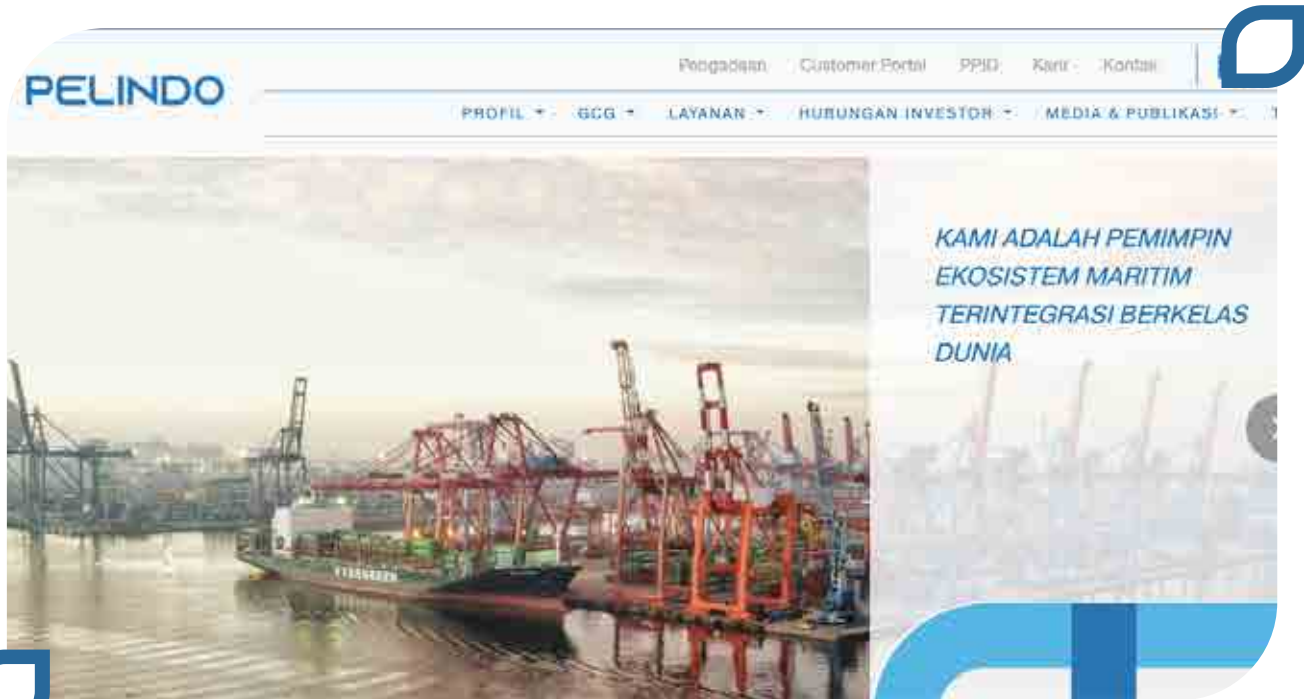 PELINDO
Pengadaan Customer Portal PPID Karir Kontak
PROFIL GCG LAYANAN HUBUNGAN INVESTOR MEDIA & PUBLIKASI
KAMI ADALAH PEMIMPIN
EKOSISTEM MARITIM
TERINTEGRASI BERKELAS
DUNIA
EVERGREEN